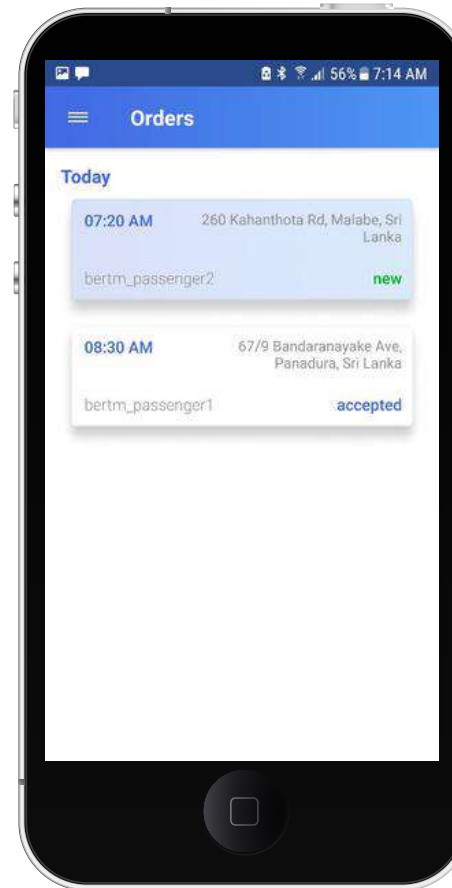 56% 7:14 AM
Orders
Today
07:20 AM
260 Kahanthota Rd, Malabe, Sri
Lanka
bertm_passenger2
new
08:30 AM
67/9 Bandaranayake Ave,
Panadura, Sri Lanka
bertm_passenger1
accepted